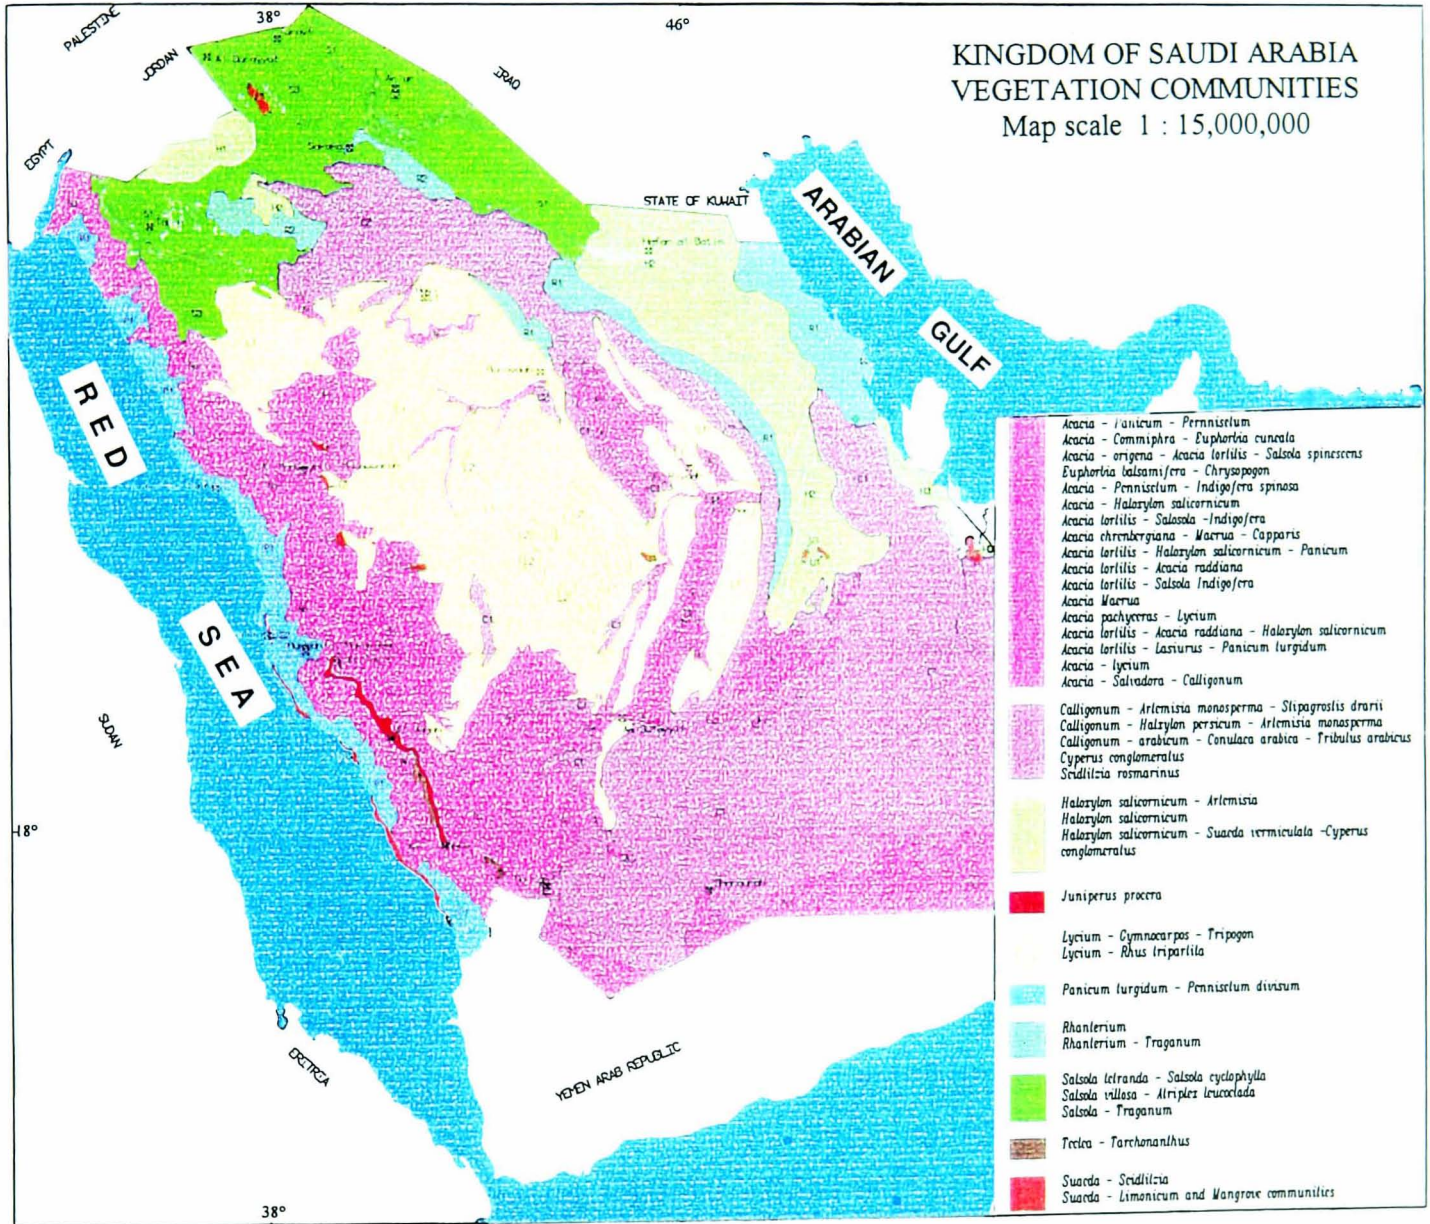 38°
46°
PALESTINE
JORDAN
IRAQ
EGYPT
KINGDOM OF SAUDI ARABIA
VEGETATION COMMUNITIES
Map scale 1 : 15,000,000
STATE OF KUWAIT
Hafar al Batin
ARABIAN
GULF
RED
SEA
SUDAN
18°
ERITRIA
YEMEN ARAB REPUBLIC
38°
Acacia - Panicum - Pernnisetum
Acacia - Commiphra - Euphorbia cuneata
Acacia - origena - Acacia tortilis - Salsola spinescens
Euphorbia balsamifera - Chrysopogon
Acacia - Pennisetum - Indigofera spinosa
Acacia - Haloxylon salicornicum
Acacia tortilis - Salosola -Indigofera
Acacia ehrenbergiana - Maerua - Capparis
Acacia tortilis - Haloxylon salicornicum - Panicum
Acacia tortilis - Acacia raddiana
Acacia tortilis - Salsola Indigofera
Acacia Maerua
Acacia pachyceras - Lycium
Acacia tortilis - Acacia raddiana - Haloxylon salicornicum
Acacia tortilis - Lasiurus - Panicum turgidum
Acacia - lycium
Acacia - Salvadora - Calligonum
Calligonum - Artemisia monosperma - Stipagrostis drarii
Calligonum - Halxylon persicum - Artemisia monosperma
Calligonum - arabicum - Conulaca arabica - Tribulus arabicus
Cyperus conglomeratus
Seidlitzia rosmarinus
Haloxylon salicornicum - Artemisia
Haloxylon salicornicum
Haloxylon salicornicum - Suaeda vermiculata -Cyperus
conglomeratus
Juniperus procera
Lycium - Gymnocarpos - Tripogon
Lycium - Rhus tripartita
Panicum turgidum - Pennisetum divisum
Rhanterium
Rhanterium - Traganum
Salsola tetranda - Salsola cyclophylla
Salsola villosa - Atriplex leucoclada
Salsola - Traganum
Teclea - Tarchonanthus
Suaeda - Seidlitzia
Suaeda - Limonicum and Mangrove communities